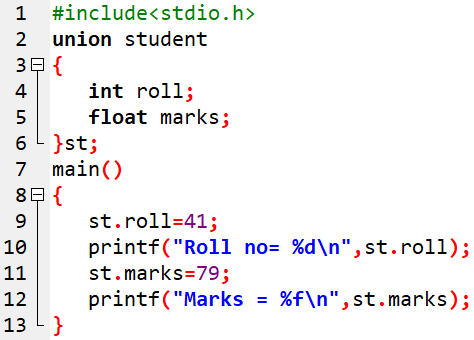 1 #include<stdio.h>
2 union student
3 {
4 int roll;
5 float marks;
6 }st;
7 main()
8 {
9 st.roll=41;
10 printf("Roll no= %d\n",st.roll);
11 st.marks=79;
12 printf("Marks = %f\n",st.marks);
13 }